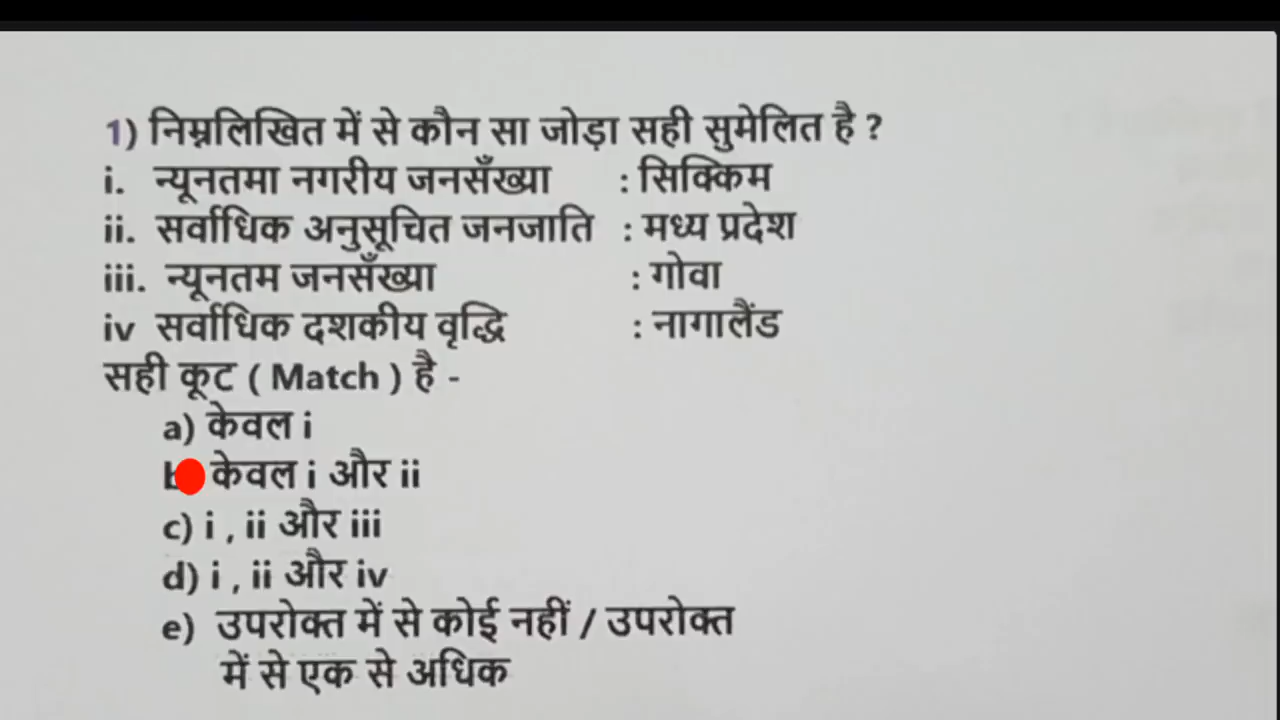 1) निम्नलिखित में से कौन सा जोड़ा सही सुमेलित है ?
i. न्यूनतमा नगरीय जनसँख्या : सिक्किम
ii. सर्वाधिक अनुसूचित जनजाति : मध्य प्रदेश
iii. न्यूनतम जनसँख्या : गोवा
iv सर्वाधिक दशकीय वृद्धि : नागालैंड
सही कूट ( Match ) है -
a) केवल i
केवल i और ii
c) i , ii और iii
d) i , ii और iv
e) उपरोक्त में से कोई नहीं / उपरोक्त
में से एक से अधिक